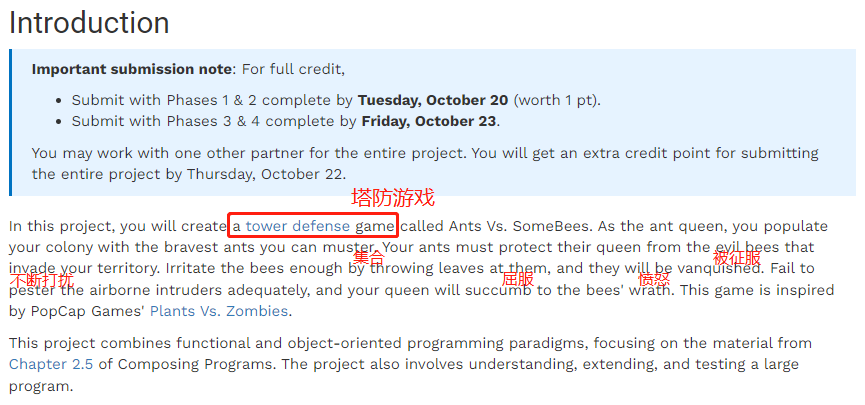 Introduction
Important submission note: For full credit,
• Submit with Phases 1 & 2 complete by Tuesday, October 20 (worth 1 pt).
• Submit with Phases 3 & 4 complete by Friday, October 23.
You may work with one other partner for the entire project. You will get an extra credit point for submitting
the entire project by Thursday, October 22.
塔防游戏
In this project, you will create a tower defense game called Ants Vs. SomeBees. As the ant queen, you populate
your colony with the bravest ants you can muster. Your ants must protect their queen from the evil bees that
集合
被征服
invade your territory. Irritate the bees enough by throwing leaves at them, and they will be vanquished. Fail to
不断打扰
屈服
愤怒
pester the airborne intruders adequately, and your queen will succumb to the bees' wrath. This game is inspired
by PopCap Games' Plants Vs. Zombies.
This project combines functional and object-oriented programming paradigms, focusing on the material from
Chapter 2.5 of Composing Programs. The project also involves understanding, extending, and testing a large
program.